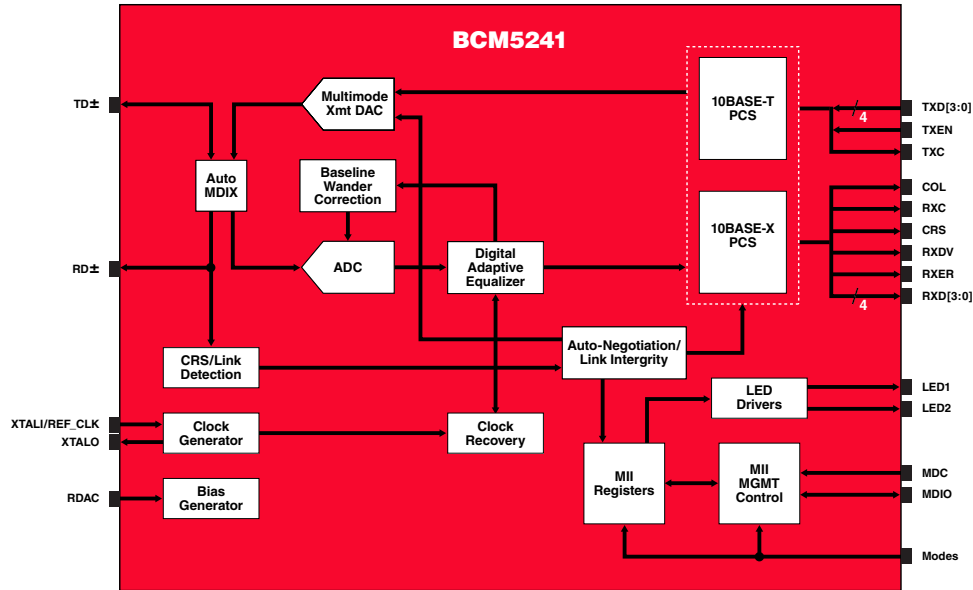 BCM5241
TD±
RD±
XTALI/REF_CLK
XTALO
RDAC
Multimode
Xmt DAC
Auto
MDIX
Baseline
Wander
Correction
ADC
Digital
Adaptive
Equalizer
10BASE-T
PCS
10BASE-X
PCS
CRS/Link
Detection
Auto-Negotiation/
Link Intergrity
Clock
Generator
Clock
Recovery
Bias
Generator
LED
Drivers
MII
Registers
MII
MGMT
Control
4
TXD[3:0]
TXEN
TXC
COL
RXC
CRS
RXDV
RXER
4
RXD[3:0]
LED1
LED2
MDC
MDIO
Modes